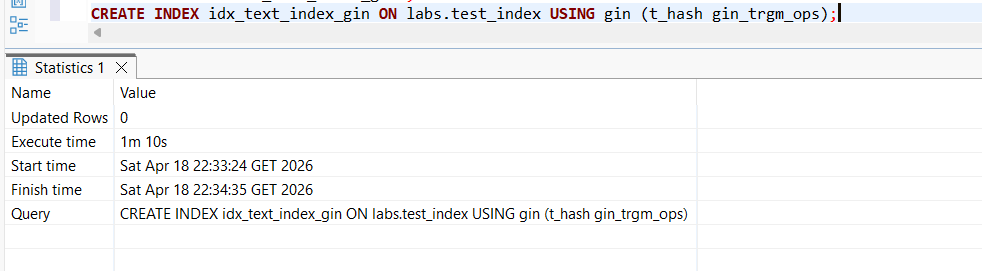 CREATE INDEX idx_text_index_gin ON labs.test_index USING gin (t_hash gin_trgm_ops);
Statistics 1
Name Value
Updated Rows 0
Execute time 1m 10s
Start time Sat Apr 18 22:33:24 GET 2026
Finish time Sat Apr 18 22:34:35 GET 2026
Query CREATE INDEX idx_text_index_gin ON labs.test_index USING gin (t_hash gin_trgm_ops)